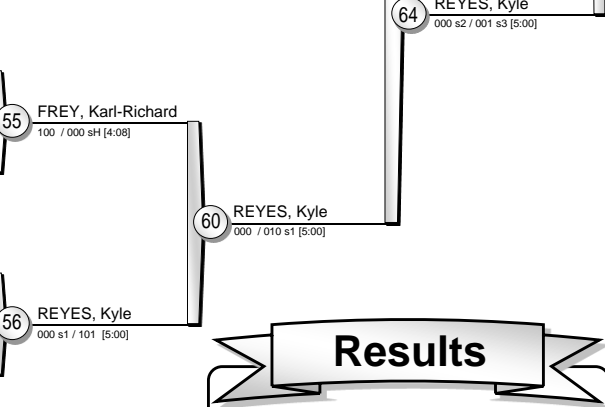 64
REYES, Kyle
000 s2 / 001 s3 [5:00]
55
FREY, Karl-Richard
100 / 000 sH [4:08]
60
REYES, Kyle
000 / 010 s1 [5:00]
56
REYES, Kyle
000 s1 / 101 [5:00]
Results